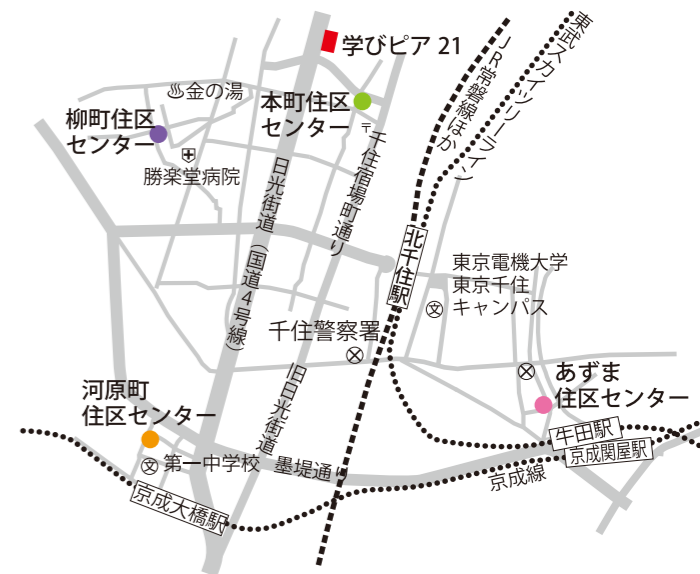 学びピア 21
東武スカイツリーライン
JR常磐線ほか
♨金の湯
本町住区
センター
柳町住区
センター
〒
千住宿場町通り
勝楽堂病院
日光街道（国道4号線）
北千住駅
東京電機大学
東京千住
キャンパス
文
千住警察署
あずま
住区センター
河原町
住区センター
旧日光街道
牛田駅
京成関屋駅
文
第一中学校
墨堤通り
京成線
京成大橋駅